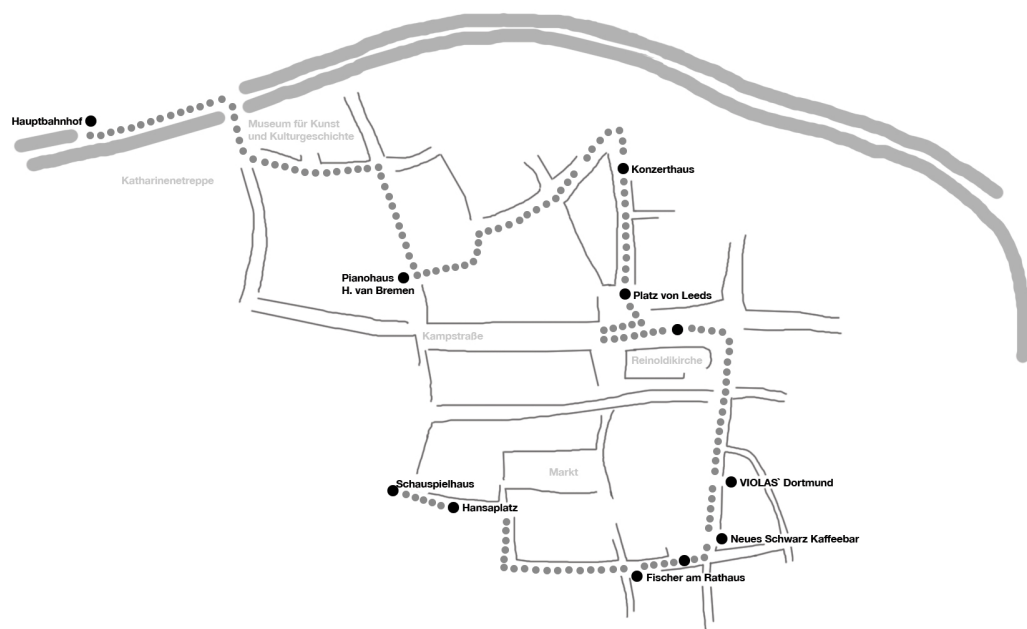 Hauptbahnhof
Museum für Kunst
und Kulturgeschichte
Katharinenetreppe
Konzerthaus
Pianohaus
H. van Bremen
Platz von Leeds
Kampstraße
Reinoldikirche
Markt
Schauspielhaus
Hansaplatz
VIOLAS` Dortmund
Neues Schwarz Kaffeebar
Fischer am Rathaus